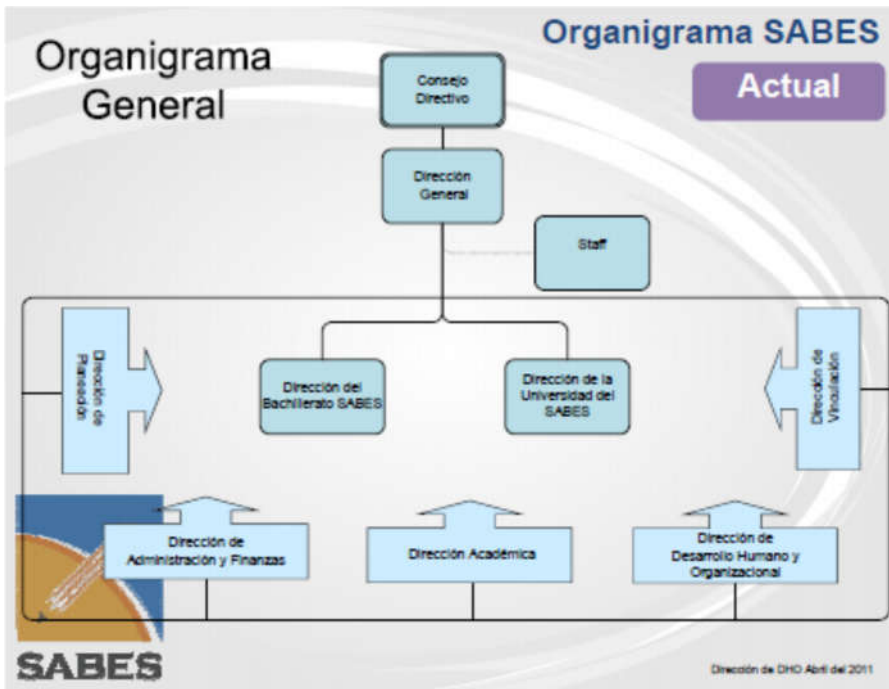 Organigrama
General
Organigrama SABES
Actual
Consejo
Directivo
Dirección
General
Staff
Dirección de
Planeación
Dirección del
Bachillerato SABES
Dirección de la
Universidad del
SABES
Dirección de
Vinculación
Dirección de
Administración y Finanzas
Dirección Académica
Dirección de
Desarrollo Humano y
Organizacional
SABES
Dirección de DHO Abril del 2011